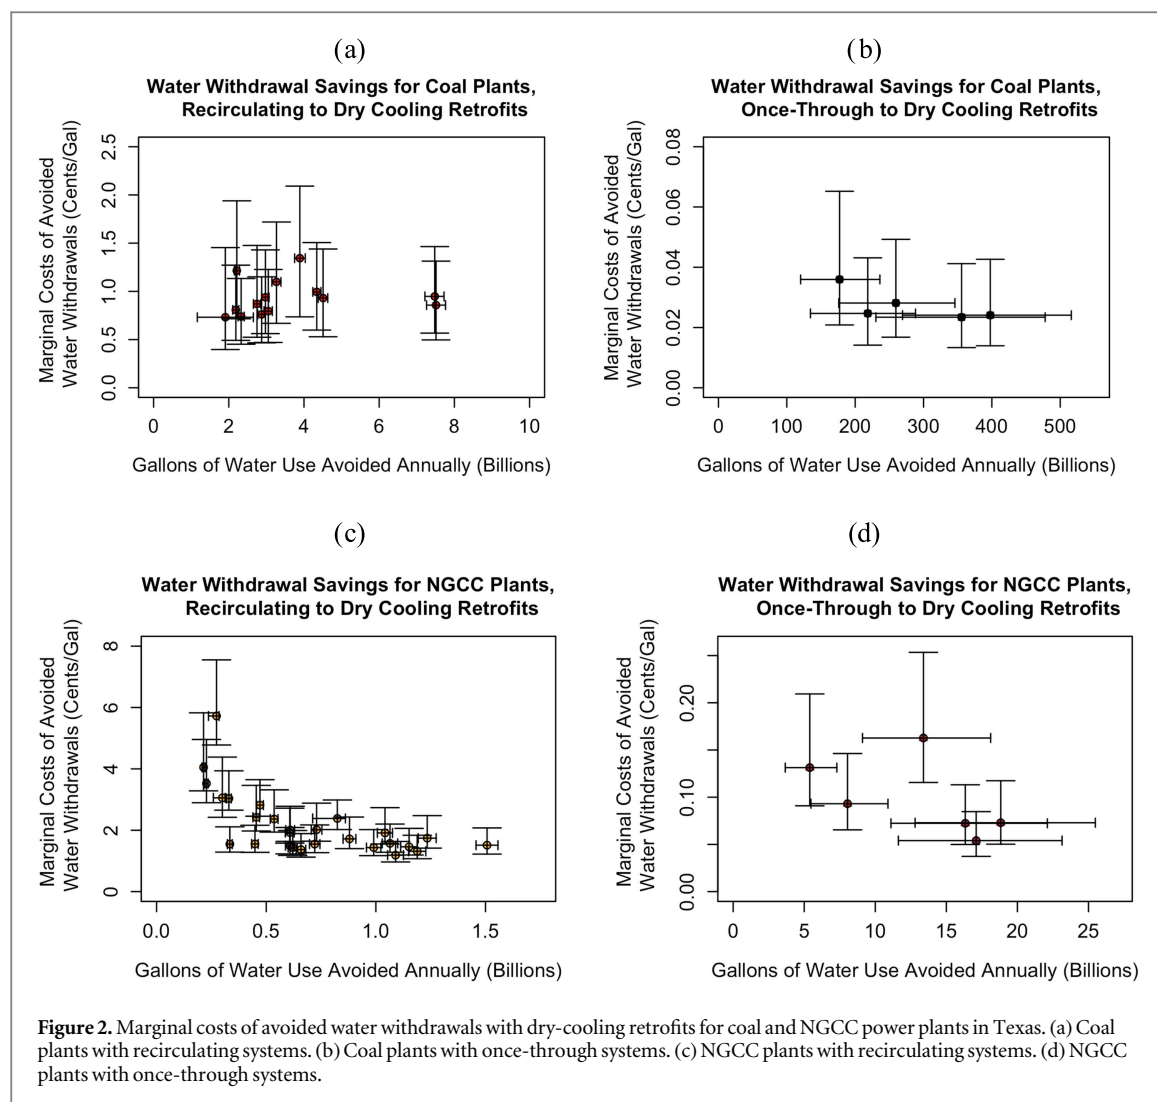 (a)
Water Withdrawal Savings for Coal Plants,
Recirculating to Dry Cooling Retrofits
Marginal Costs of Avoided
Water Withdrawals (Cents/Gal)
2.5
2.0
1.5
1.0
0.5
0.0
0 2 4 6 8 10
Gallons of Water Use Avoided Annually (Billions)
(b)
Water Withdrawal Savings for Coal Plants,
Once-Through to Dry Cooling Retrofits
Marginal Costs of Avoided
Water Withdrawals (Cents/Gal)
0.08
0.06
0.04
0.02
0.00
0 100 200 300 400 500
Gallons of Water Use Avoided Annually (Billions)
(c)
Water Withdrawal Savings for NGCC Plants,
Recirculating to Dry Cooling Retrofits
Marginal Costs of Avoided
Water Withdrawals (Cents/Gal)
8
6
4
2
0
0.0 0.5 1.0 1.5
Gallons of Water Use Avoided Annually (Billions)
(d)
Water Withdrawal Savings for NGCC Plants,
Once-Through to Dry Cooling Retrofits
Marginal Costs of Avoided
Water Withdrawals (Cents/Gal)
0.20
0.10
0.00
0 5 10 15 20 25
Gallons of Water Use Avoided Annually (Billions)
Figure 2. Marginal costs of avoided water withdrawals with dry-cooling retrofits for coal and NGCC power plants in Texas. (a) Coal
plants with recirculating systems. (b) Coal plants with once-through systems. (c) NGCC plants with recirculating systems. (d) NGCC
plants with once-through systems.